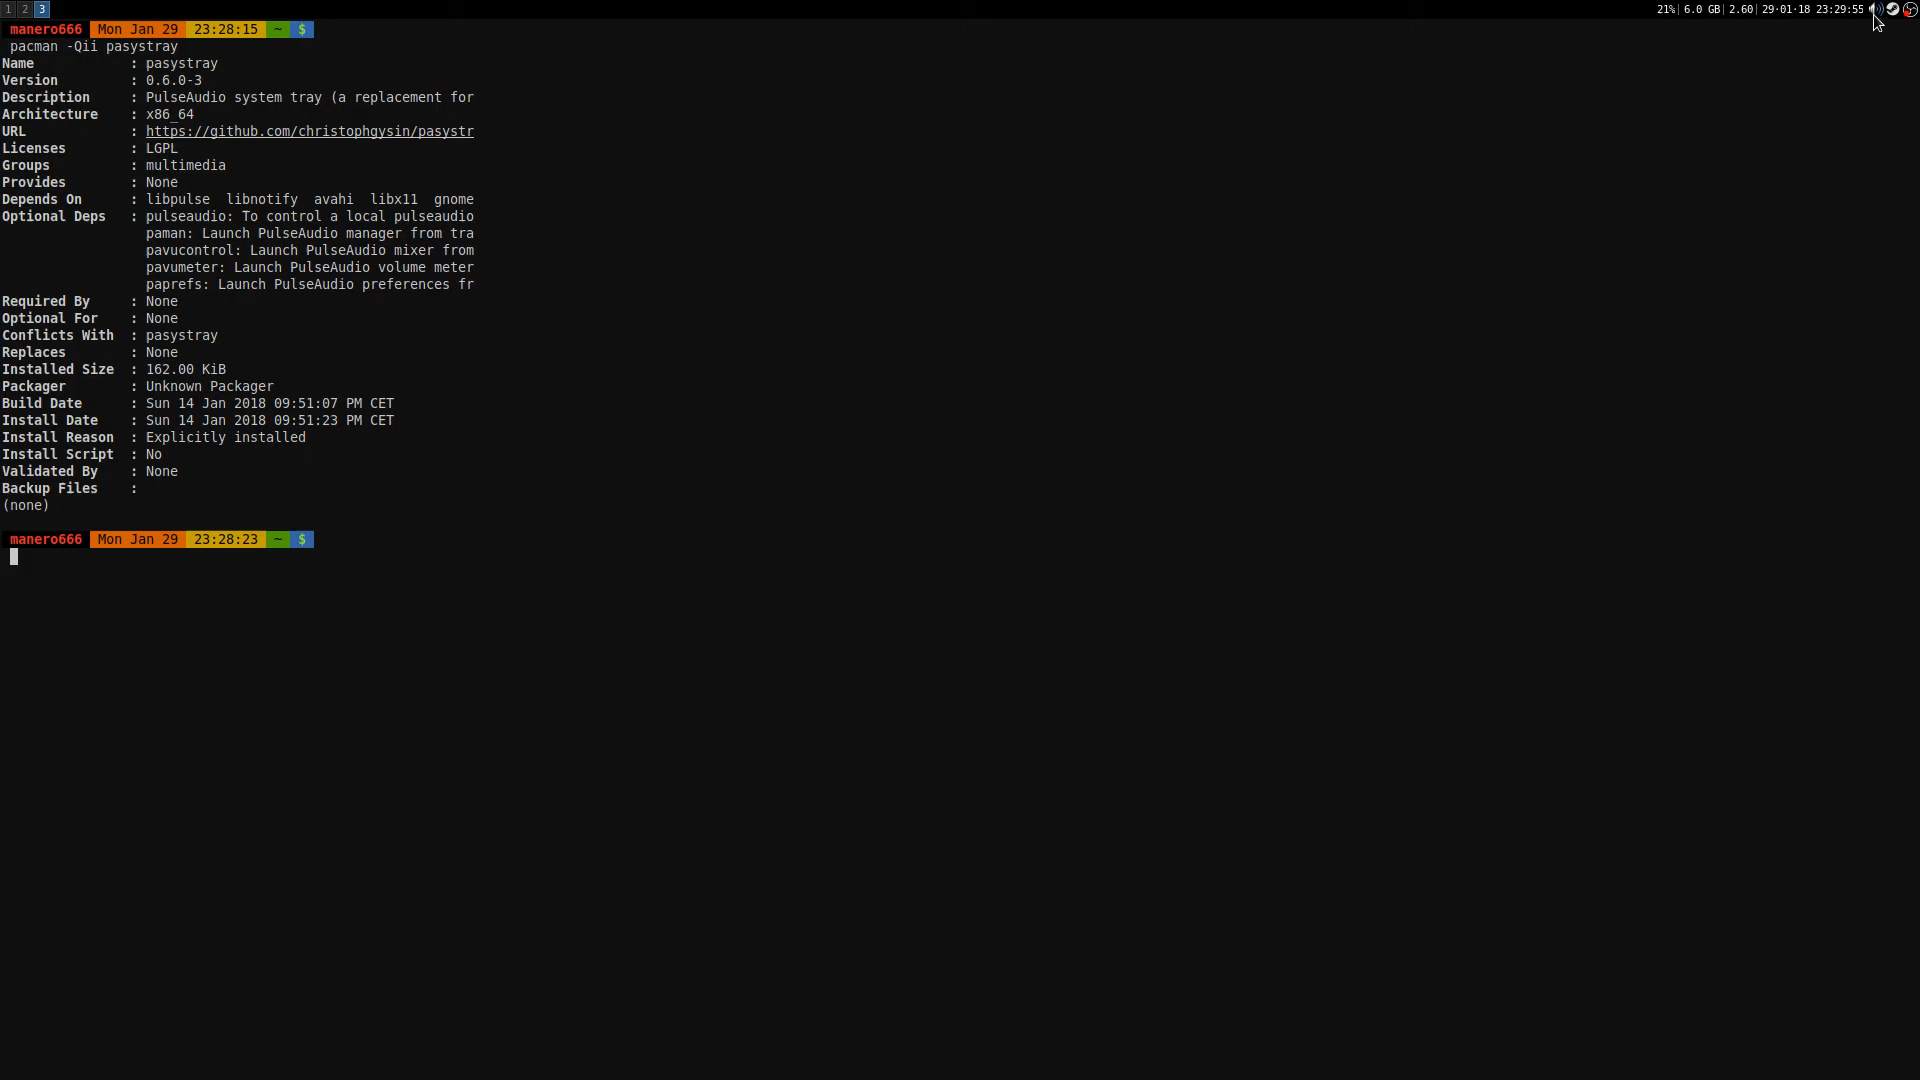 1 2 3 21% 6.0 GB 2.60 29-01-18 23:29:55
manero666 Mon Jan 29 23:28:15 ~ $
pacman -Qii pasystray
Name : pasystray
Version : 0.6.0-3
Description : PulseAudio system tray (a replacement for
Architecture : x86_64
URL : https://github.com/christophgysin/pasystr
Licenses : LGPL
Groups : multimedia
Provides : None
Depends On : libpulse libnotify avahi libx11 gnome
Optional Deps : pulseaudio: To control a local pulseaudio
paman: Launch PulseAudio manager from tra
pavucontrol: Launch PulseAudio mixer from
pavumeter: Launch PulseAudio volume meter
paprefs: Launch PulseAudio preferences fr
Required By : None
Optional For : None
Conflicts With : pasystray
Replaces : None
Installed Size : 162.00 KiB
Packager : Unknown Packager
Build Date : Sun 14 Jan 2018 09:51:07 PM CET
Install Date : Sun 14 Jan 2018 09:51:23 PM CET
Install Reason : Explicitly installed
Install Script : No
Validated By : None
Backup Files :
(none)
manero666 Mon Jan 29 23:28:23 ~ $